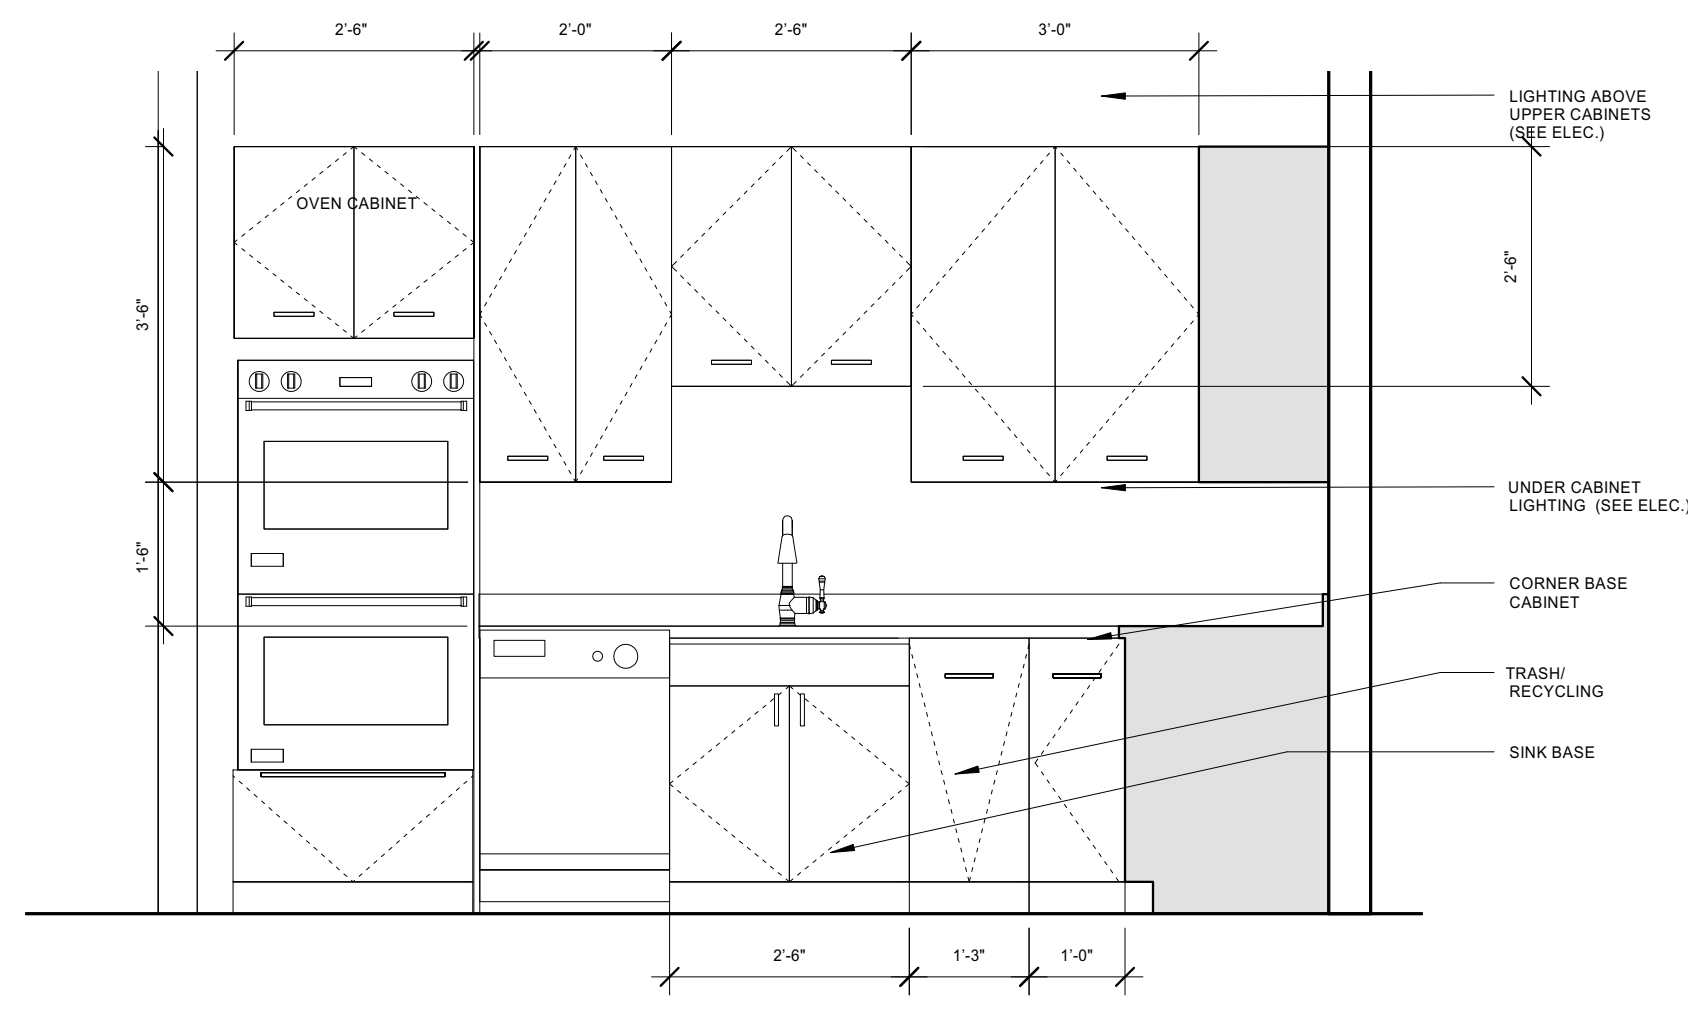 2'-6"
2'-0"
2'-6"
3'-0"
LIGHTING ABOVE
UPPER CABINETS
(SEE ELEC.)
OVEN CABINET
3'-6"
2'-6"
UNDER CABINET
LIGHTING (SEE ELEC.)
1'-6"
CORNER BASE
CABINET
TRASH/
RECYCLING
SINK BASE
2'-6"
1'-3"
1'-0"